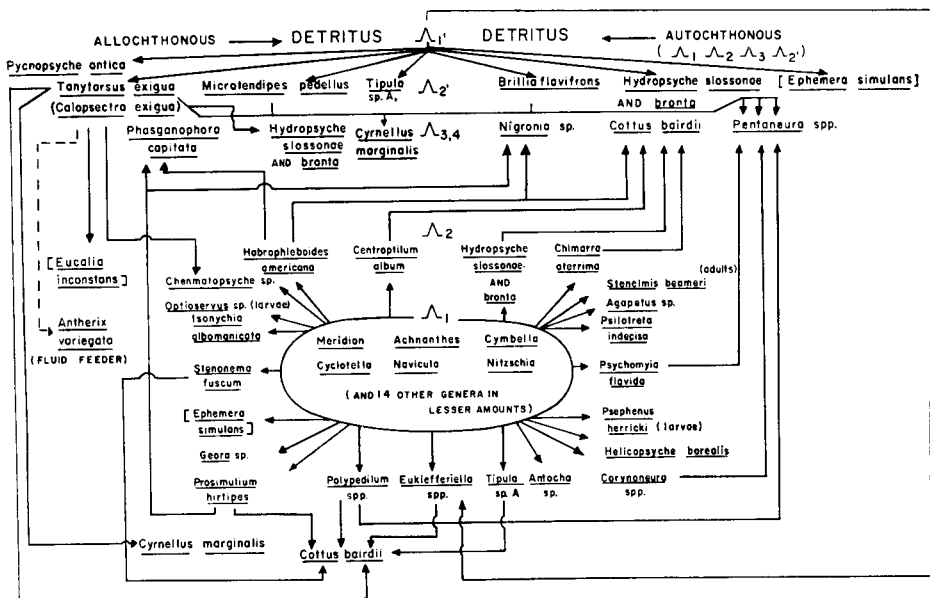 ALLOCHTHONOUS DETRITUS Λ1' DETRITUS AUTOCHTHONOUS
( Λ1 Λ2 Λ3 Λ2' )
Pycnopsyche antica
Tanytarsus exigua Microtendipes pedellus Tipula Λ2' Brillia flavifrons Hydropsyche slossonae [Ephemera simulans]
sp. A,
(Calopsectra exigua) AND bronta
Phasganophora Hydropsyche Cyrnellus Λ3,4 Nigronia sp. Cottus bairdii Pentaneura spp.
capitata slossonae marginalis
AND bronta
Λ2
Habrophleboides Centroptilum Hydropsyche Chimarra
americana album slossonae aterrima
[Eucalia AND
inconstans] bronta
Chenmatopsyche sp. Stenelmis beameri (adults)
Optioservus sp. (larvae) Agapetus sp.
Isonychia Λ1 Psilotreta
albomanicata indecisa
Antherix
variegata
(FLUID FEEDER)
Meridion Achnanthes Cymbella
Cyclotella Navicula Nitzschia
(AND 14 OTHER GENERA IN
LESSER AMOUNTS)
Stenonema Psychomyia
fuscum flavida
[Ephemera Psephenus
simulans] herricki (larvae)
Geora sp. Helicopsyche borealis
Prosimulium Polypedilum Eukiefferiella Tipula Antocha Corynoneura
hirtipes spp. spp. sp. A sp. spp.
Cyrnellus marginalis Cottus bairdii